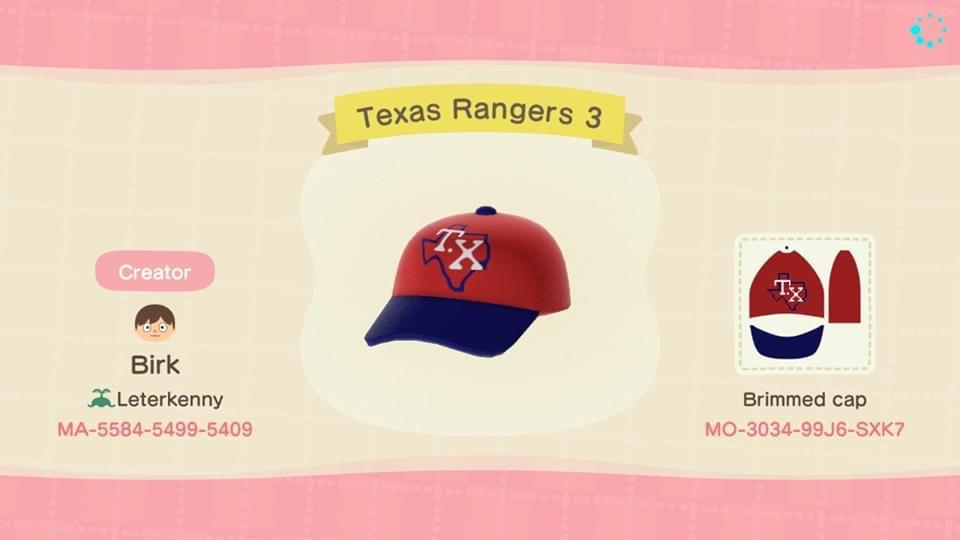 Texas Rangers 3
T.X
Creator
Birk
Leterkenny
MA-5584-5499-5409
T.X
Brimmed cap
MO-3034-99J6-SXK7